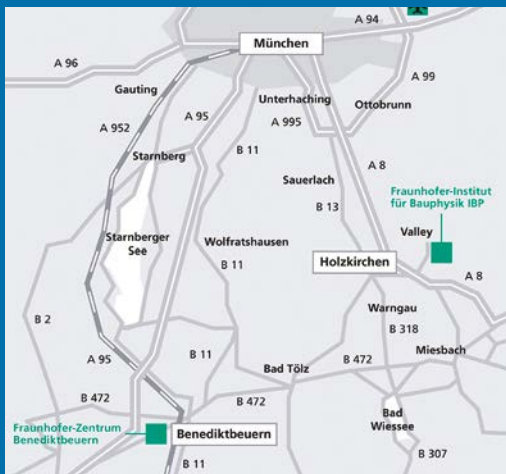 A 94
München
A 96
A 99
Gauting
Unterhaching
Ottobrunn
A 952
A 95
A 995
Starnberg
B 11
A 8
Sauerlach
Fraunhofer-Institut
für Bauphysik IBP
B 13
Valley
Starnberger
See
Wolfratshausen
Holzkirchen
B 11
A 8
Warngau
B 2
B 318
Miesbach
A 95
B 11
B 472
Bad Tölz
B 472
B 472
Fraunhofer-Zentrum
Benediktbeuern
Benediktbeuern
Bad
Wiessee
B 11
B 307